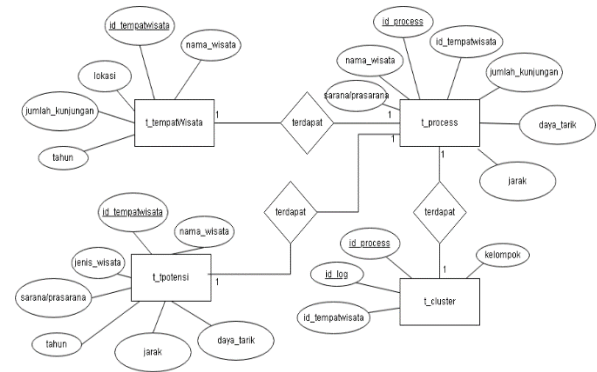 id_tempatwisata
nama_wisata
lokasi
jumlah_kunjungan
tahun
t_tempatWisata
1
terdapat
1
id_process
id_tempatwisata
nama_wisata
jumlah_kunjungan
sarana/prasarana
daya_tarik
jarak
t_process
1
1
terdapat
terdapat
id_tempatwisata
nama_wisata
jenis_wisata
sarana/prasarana
tahun
jarak
daya_tarik
t_tpotensi
1
id_process
kelompok
id_log
id_tempatwisata
1
t_cluster